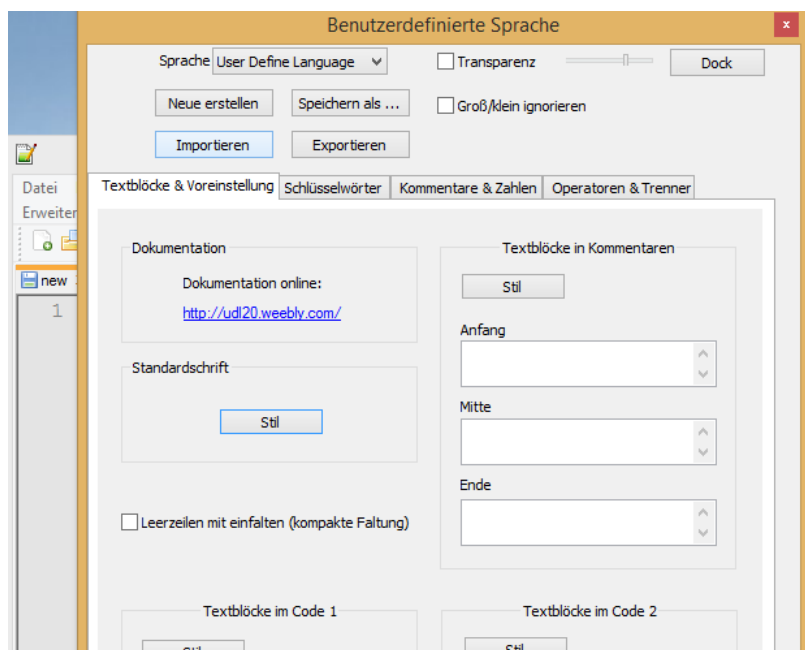 Benutzerdefinierte Sprache
x
Sprache User Define Language
Transparenz
Dock
Neue erstellen
Speichern als ...
Groß/klein ignorieren
Importieren
Exportieren
Datei
Erweiter
new
1
Textblöcke & Voreinstellung
Schlüsselwörter
Kommentare & Zahlen
Operatoren & Trenner
Dokumentation
Dokumentation online:
http://udl20.weebly.com/
Standardschrift
Stil
Leerzeilen mit einfalten (kompakte Faltung)
Textblöcke in Kommentaren
Stil
Anfang
Mitte
Ende
Textblöcke im Code 1
Stil
Textblöcke im Code 2
Stil